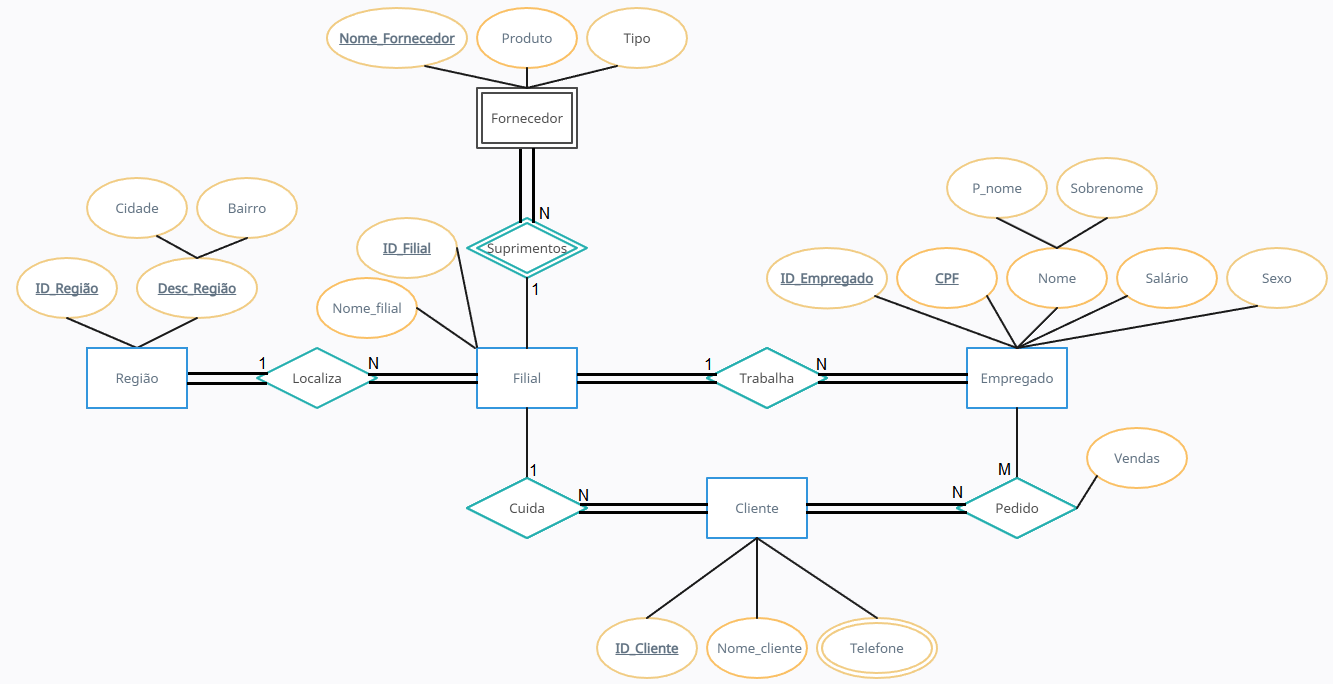 Nome_Fornecedor
Produto
Tipo
Fornecedor
N
Suprimentos
1
Cidade
Bairro
ID_Região
Desc_Região
ID_Filial
Nome_filial
P_nome
Sobrenome
ID_Empregado
CPF
Nome
Salário
Sexo
Região
1
Localiza
N
Filial
1
Trabalha
N
Empregado
1
Cuida
N
Cliente
N
M
Pedido
Vendas
ID_Cliente
Nome_cliente
Telefone